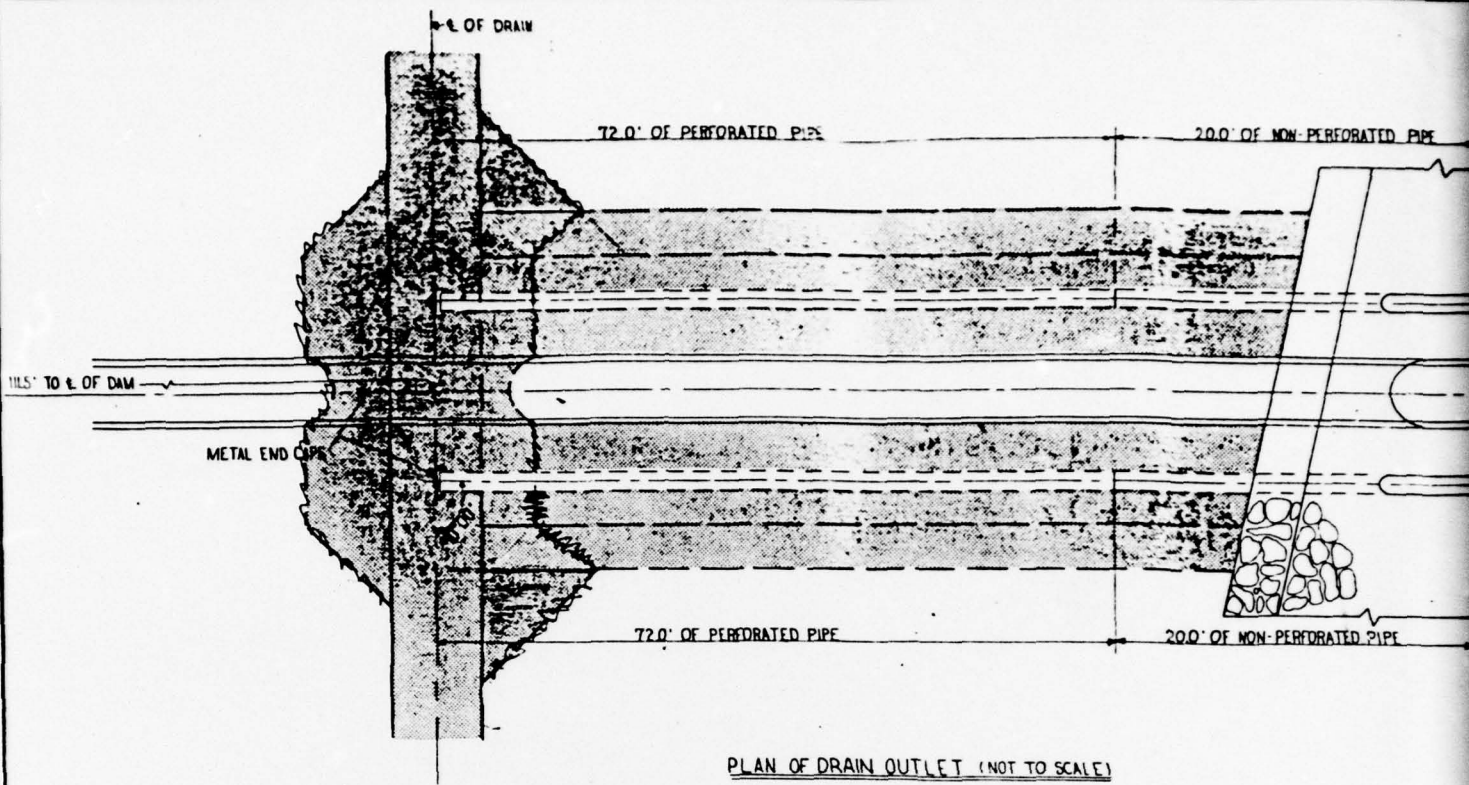 ℄ OF DRAIN
72.0' OF PERFORATED PIPE
20.0' OF NON-PERFORATED PIPE
TO ℄ OF DAM
METAL END CAPS
72.0' OF PERFORATED PIPE
20.0' OF NON-PERFORATED PIPE
PLAN OF DRAIN OUTLET (NOT TO SCALE)